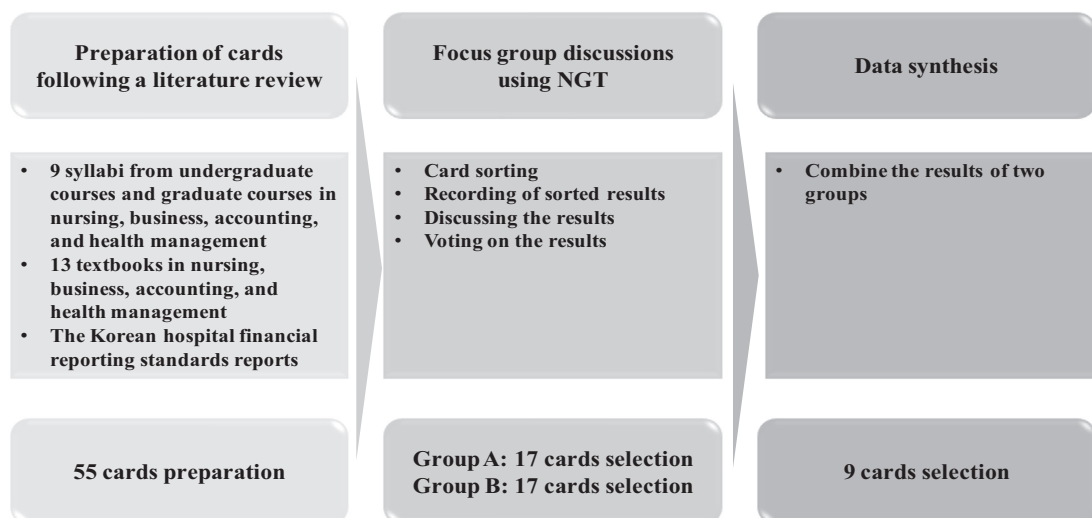 Preparation of cards
following a literature review
• 9 syllabi from undergraduate
courses and graduate courses in
nursing, business, accounting,
and health management
• 13 textbooks in nursing,
business, accounting, and
health management
• The Korean hospital financial
reporting standards reports
55 cards preparation
Focus group discussions
using NGT
• Card sorting
• Recording of sorted results
• Discussing the results
• Voting on the results
Group A: 17 cards selection
Group B: 17 cards selection
Data synthesis
• Combine the results of two
groups
9 cards selection